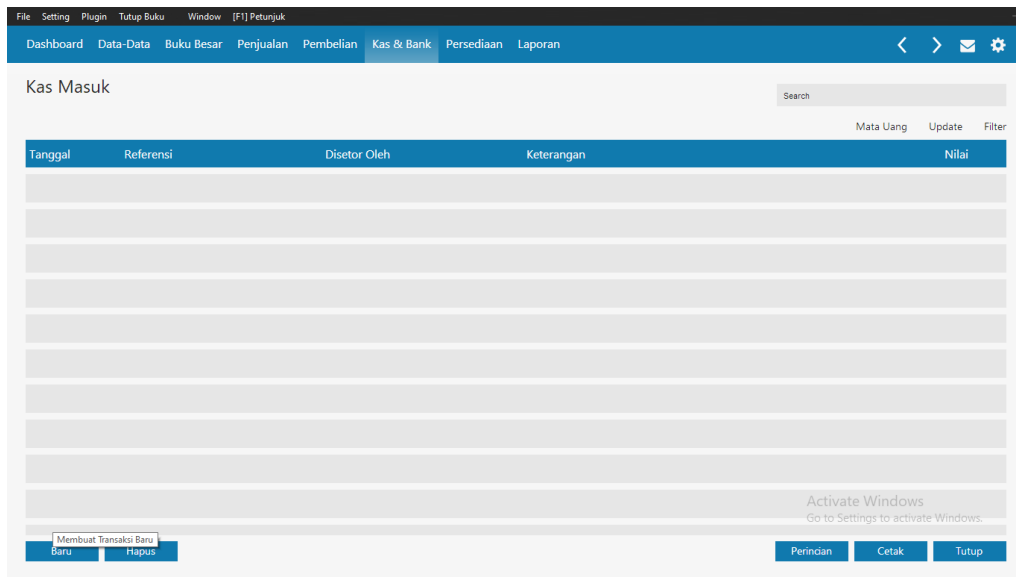 File Setting Plugin Tutup Buku Window [F1] Petunjuk
Dashboard Data-Data Buku Besar Penjualan Pembelian Kas & Bank Persediaan Laporan
Kas Masuk
Search
Mata Uang Update Filter
Tanggal Referensi Disetor Oleh Keterangan Nilai
Activate Windows
Go to Settings to activate Windows.
Membuat Transaksi Baru
Baru Hapus Perincian Cetak Tutup